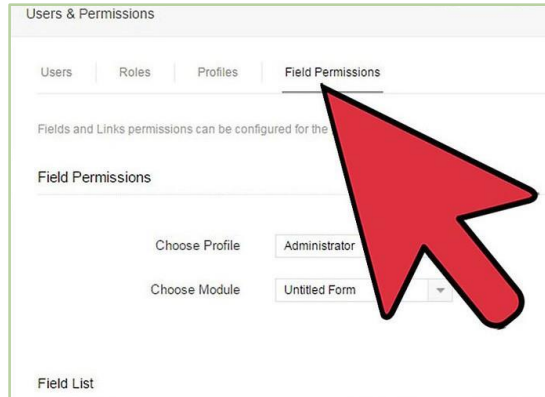 Users & Permissions
Users Roles Profiles Field Permissions
Fields and Links permissions can be configured for the
Field Permissions
Choose Profile Administrator
Choose Module Untitled Form
Field List